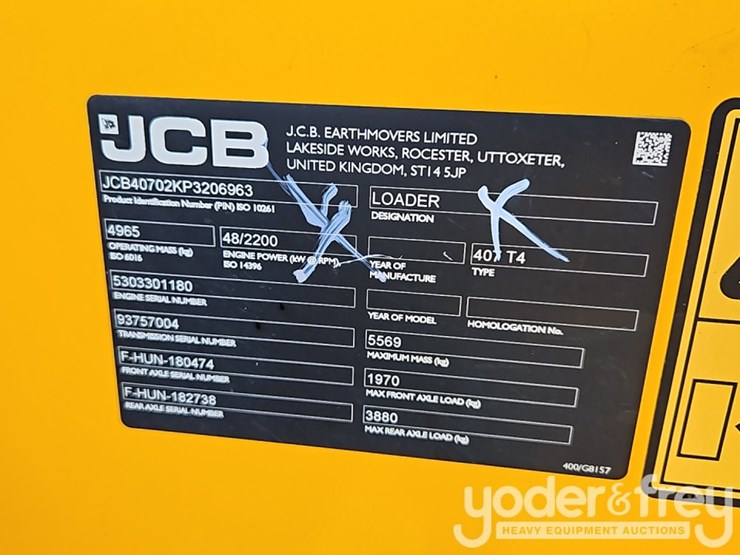 JCB
J.C.B. EARTHMOVERS LIMITED
LAKESIDE WORKS, ROCESTER, UTTOXETER,
UNITED KINGDOM, ST14 5JP
JCB40702KP3206963
Product Identification Number (PIN) ISO 10261
LOADER
DESIGNATION
4965
OPERATING MASS (kg)
ISO 6016
48/2200
ENGINE POWER (kW @ RPM),
ISO 14396
YEAR OF
MANUFACTURE
407 T4
TYPE
5303301180
ENGINE SERIAL NUMBER
YEAR OF MODEL
HOMOLOGATION No.
93757004
TRANSMISSION SERIAL NUMBER
5569
MAXIMUM MASS (kg)
F-HUN-180474
FRONT AXLE SERIAL NUMBER
1970
MAX FRONT AXLE LOAD (kg)
F-HUN-182738
REAR AXLE SERIAL NUMBER
3880
MAX REAR AXLE LOAD (kg)
400/G8157
yoder&frey
HEAVY EQUIPMENT AUCTIONS